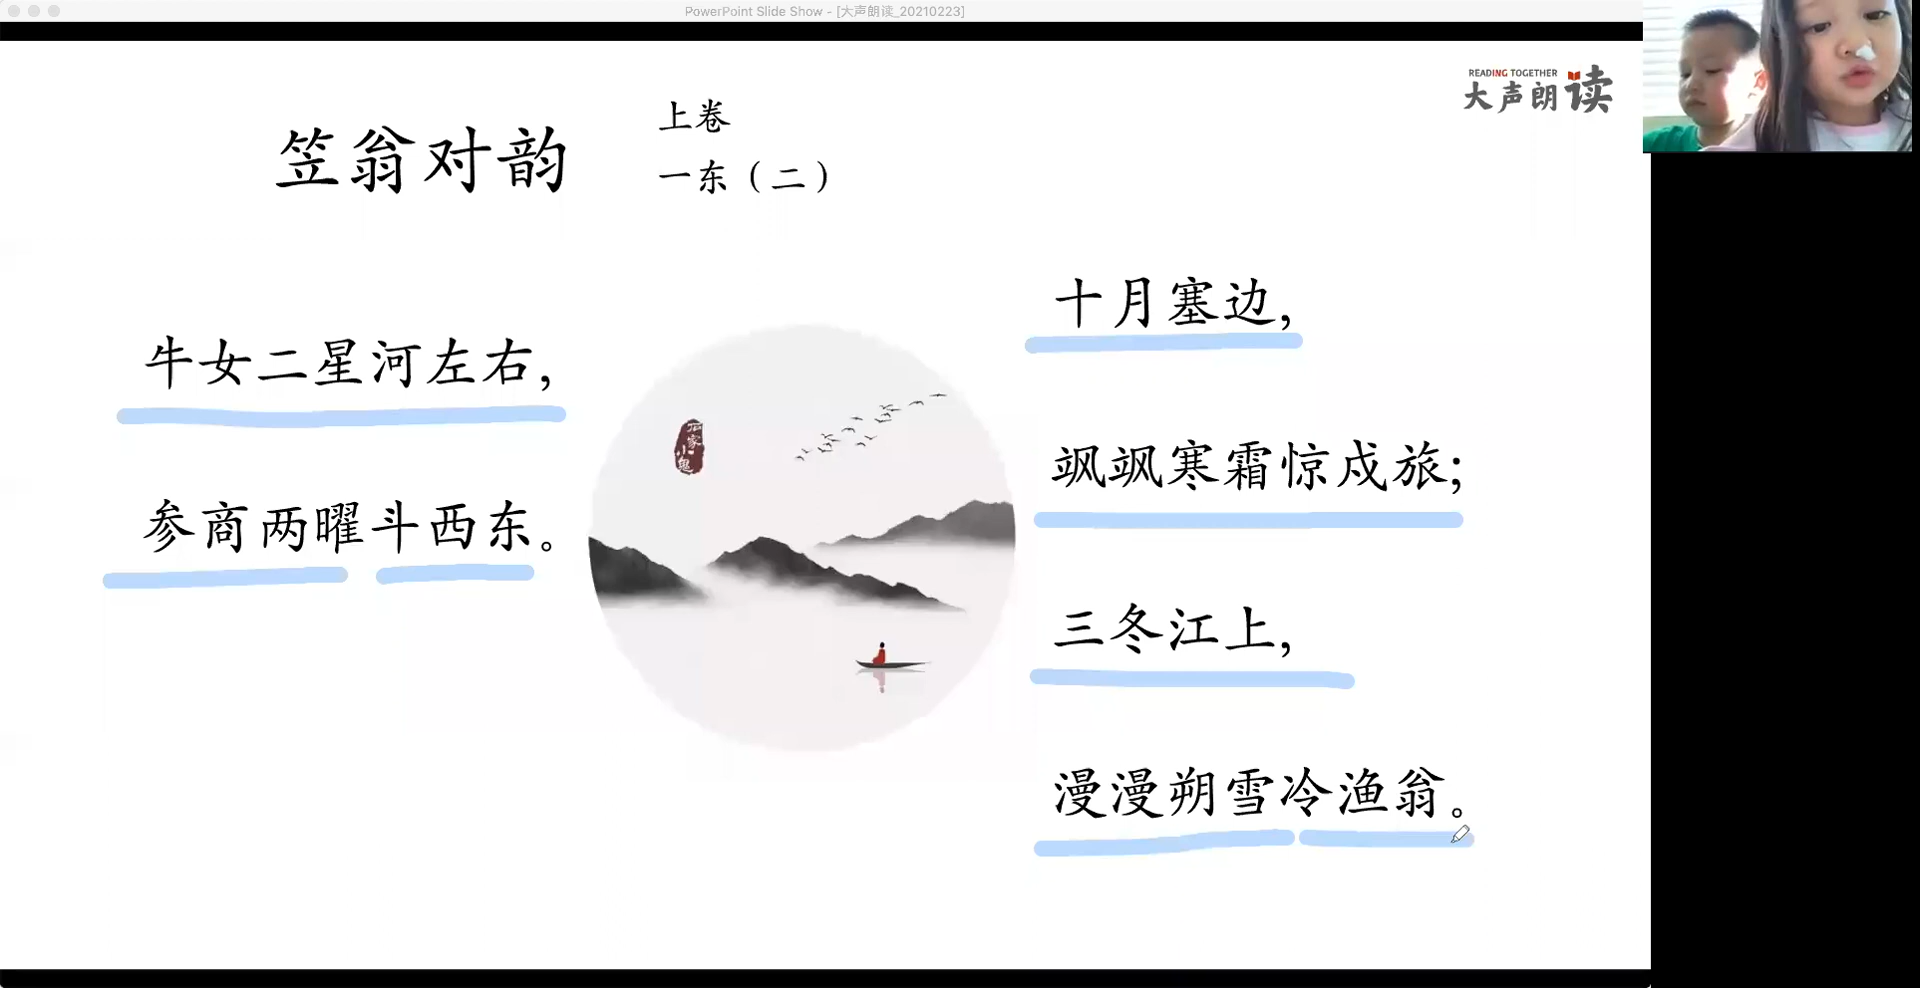 PowerPoint Slide Show - [大声朗读_20210223]
READING TOGETHER
大声朗读
笠翁对韵
上卷
一东（二）
牛女二星河左右，
参商两曜斗西东。
十月塞边，
飒飒寒霜惊戍旅；
三冬江上，
漫漫朔雪冷渔翁。